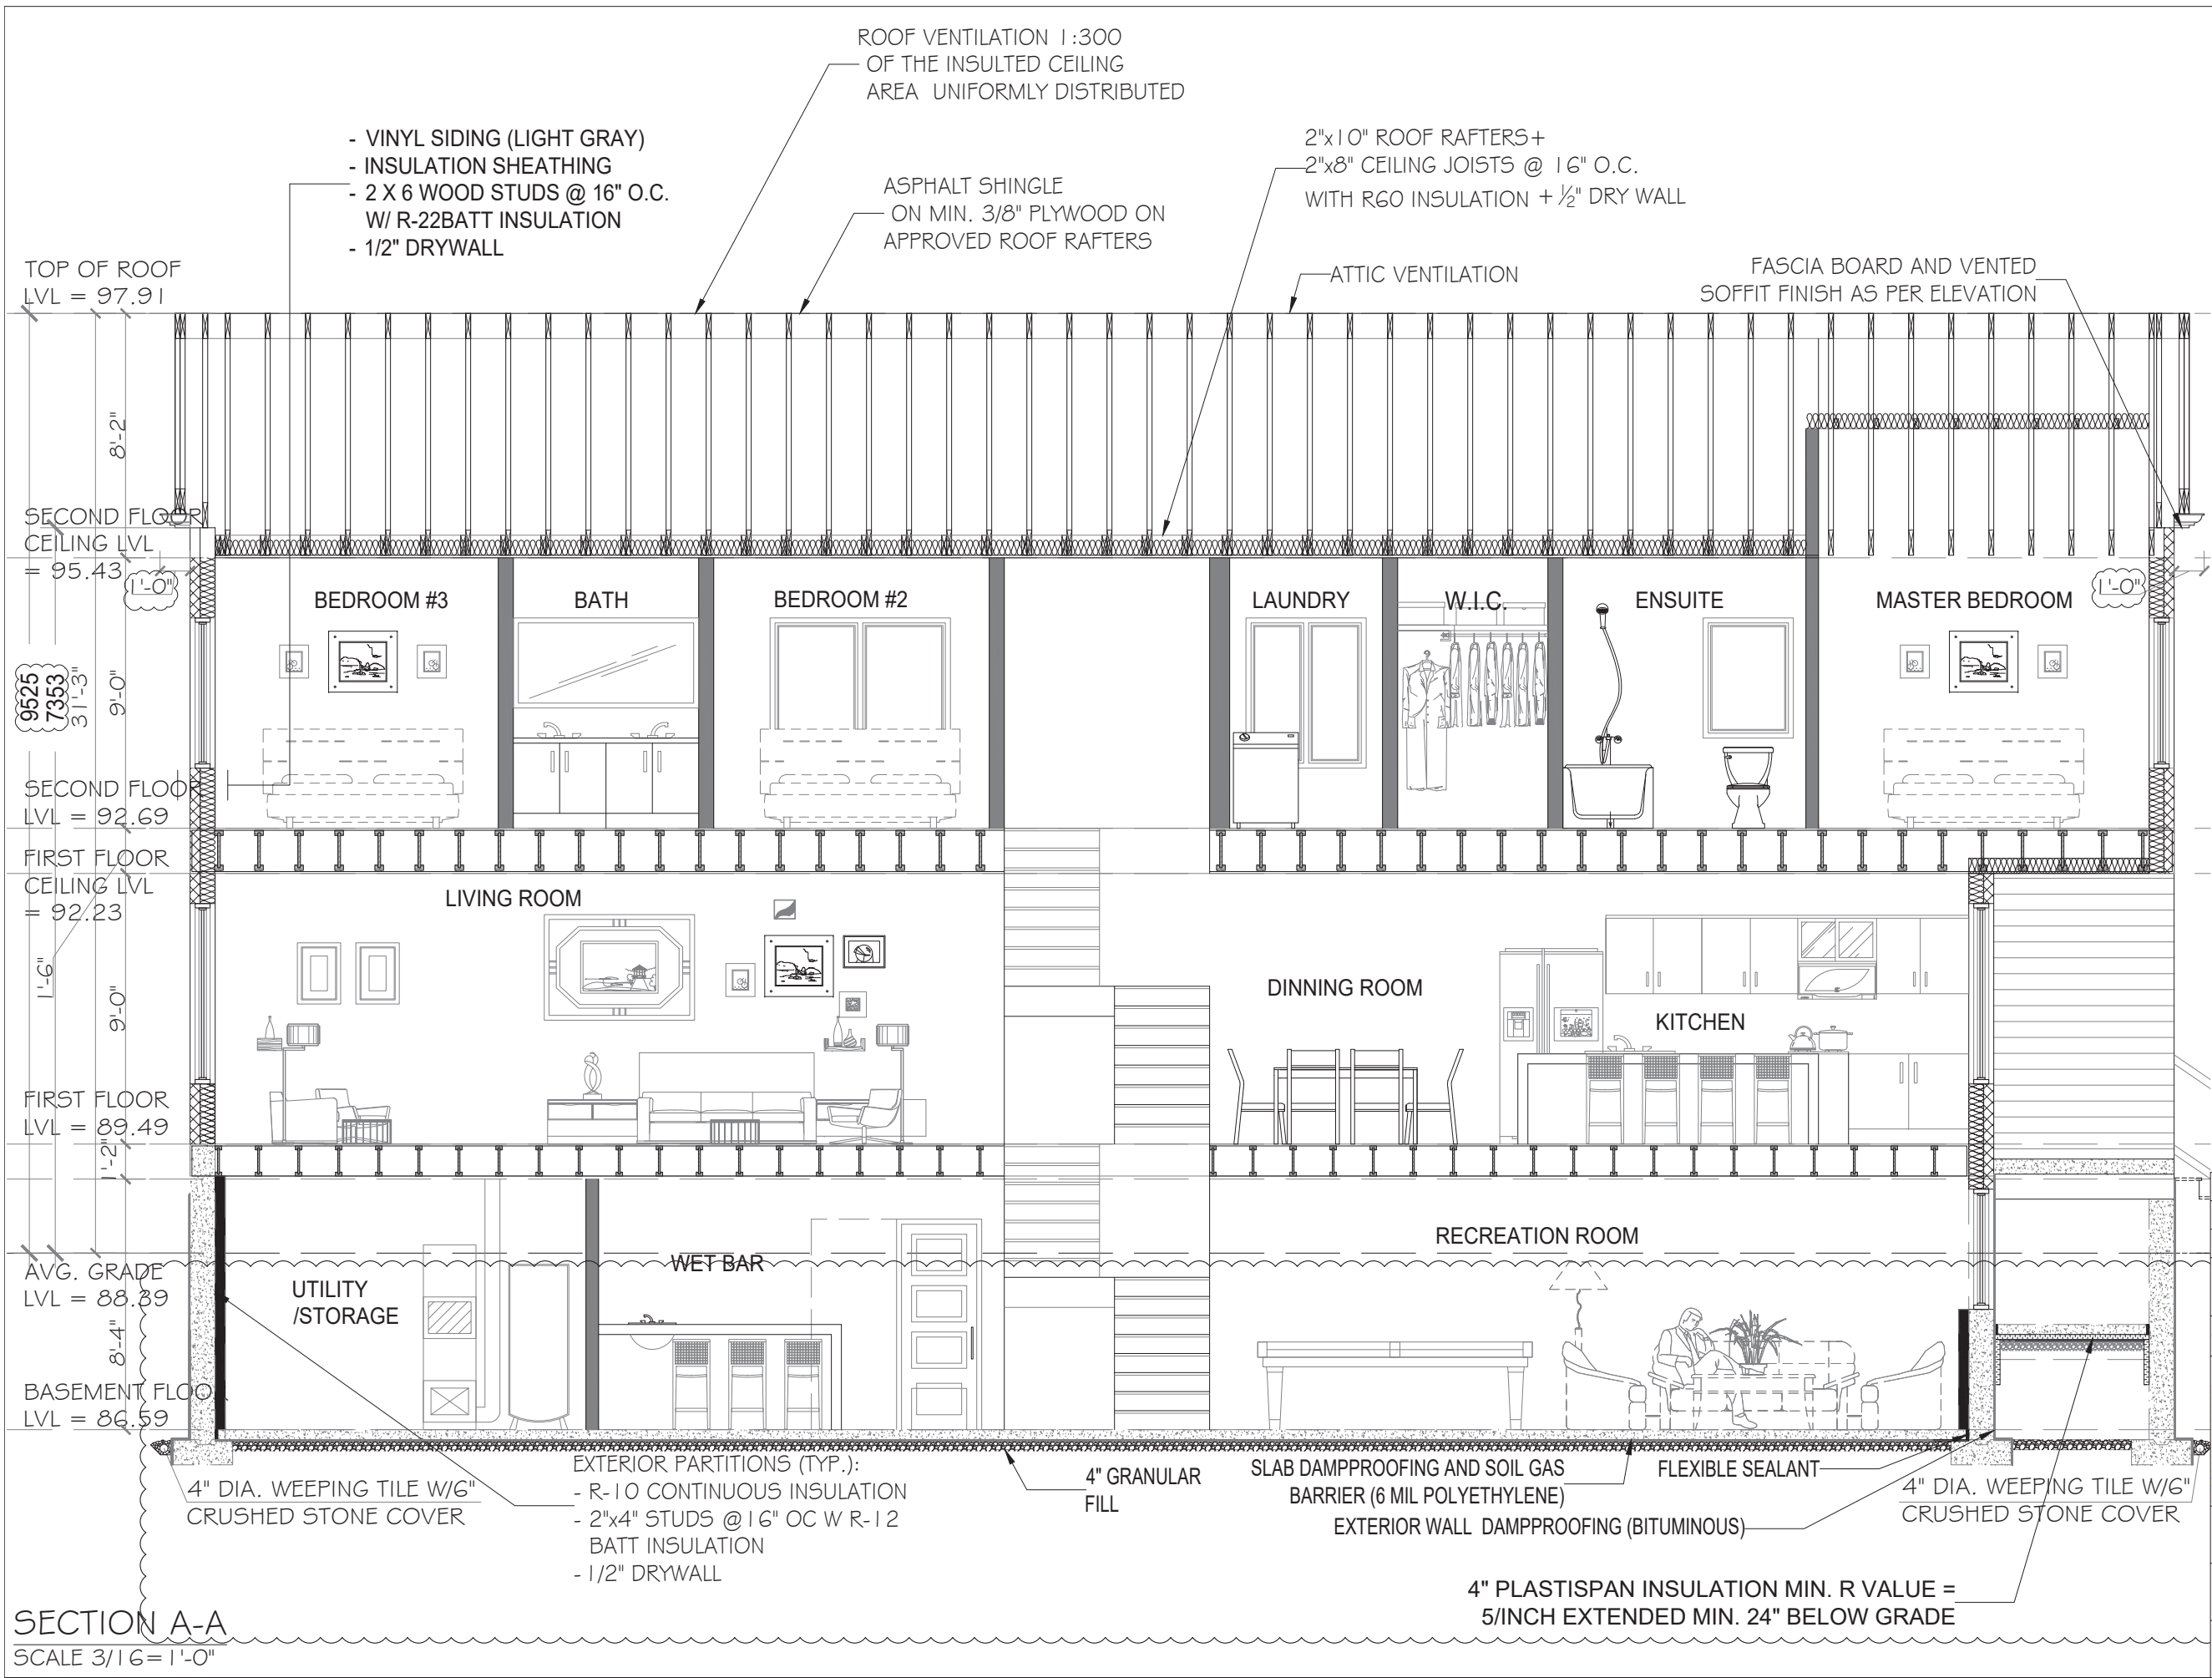 ROOF VENTILATION 1:300
OF THE INSULTED CEILING
AREA UNIFORMLY DISTRIBUTED
- VINYL SIDING (LIGHT GRAY)
- INSULATION SHEATHING
- 2 X 6 WOOD STUDS @ 16" O.C.
W/ R-22BATT INSULATION
- 1/2" DRYWALL
ASPHALT SHINGLE
ON MIN. 3/8" PLYWOOD ON
APPROVED ROOF RAFTERS
2"x10" ROOF RAFTERS+
2"x8" CEILING JOISTS @ 16" O.C.
WITH R60 INSULATION + ½" DRY WALL
ATTIC VENTILATION
FASCIA BOARD AND VENTED
SOFFIT FINISH AS PER ELEVATION
TOP OF ROOF
LVL = 97.91
8'-2"
SECOND FLOOR
CEILING LVL
= 95.43
1'-0"
1'-0"
BEDROOM #3
BATH
BEDROOM #2
LAUNDRY
W.I.C.
ENSUITE
MASTER BEDROOM
9525
7353
31'-3"
9'-0"
SECOND FLOOR
LVL = 92.69
FIRST FLOOR
CEILING LVL
= 92.23
LIVING ROOM
1'-6"
9'-0"
DINNING ROOM
KITCHEN
FIRST FLOOR
LVL = 89.49
1'-2"
RECREATION ROOM
WET BAR
AVG. GRADE
LVL = 88.39
UTILITY
/STORAGE
8'-4"
BASEMENT FLOOR
LVL = 86.59
4" DIA. WEEPING TILE W/6"
CRUSHED STONE COVER
EXTERIOR PARTITIONS (TYP.):
- R-10 CONTINUOUS INSULATION
- 2"x4" STUDS @16" OC W R-12
BATT INSULATION
- 1/2" DRYWALL
4" GRANULAR
FILL
SLAB DAMPPROOFING AND SOIL GAS
BARRIER (6 MIL POLYETHYLENE)
FLEXIBLE SEALANT
EXTERIOR WALL DAMPPROOFING (BITUMINOUS)
4" DIA. WEEPING TILE W/6"
CRUSHED STONE COVER
4" PLASTISPAN INSULATION MIN. R VALUE =
5/INCH EXTENDED MIN. 24" BELOW GRADE
SECTION A-A
SCALE 3/16=1'-0"